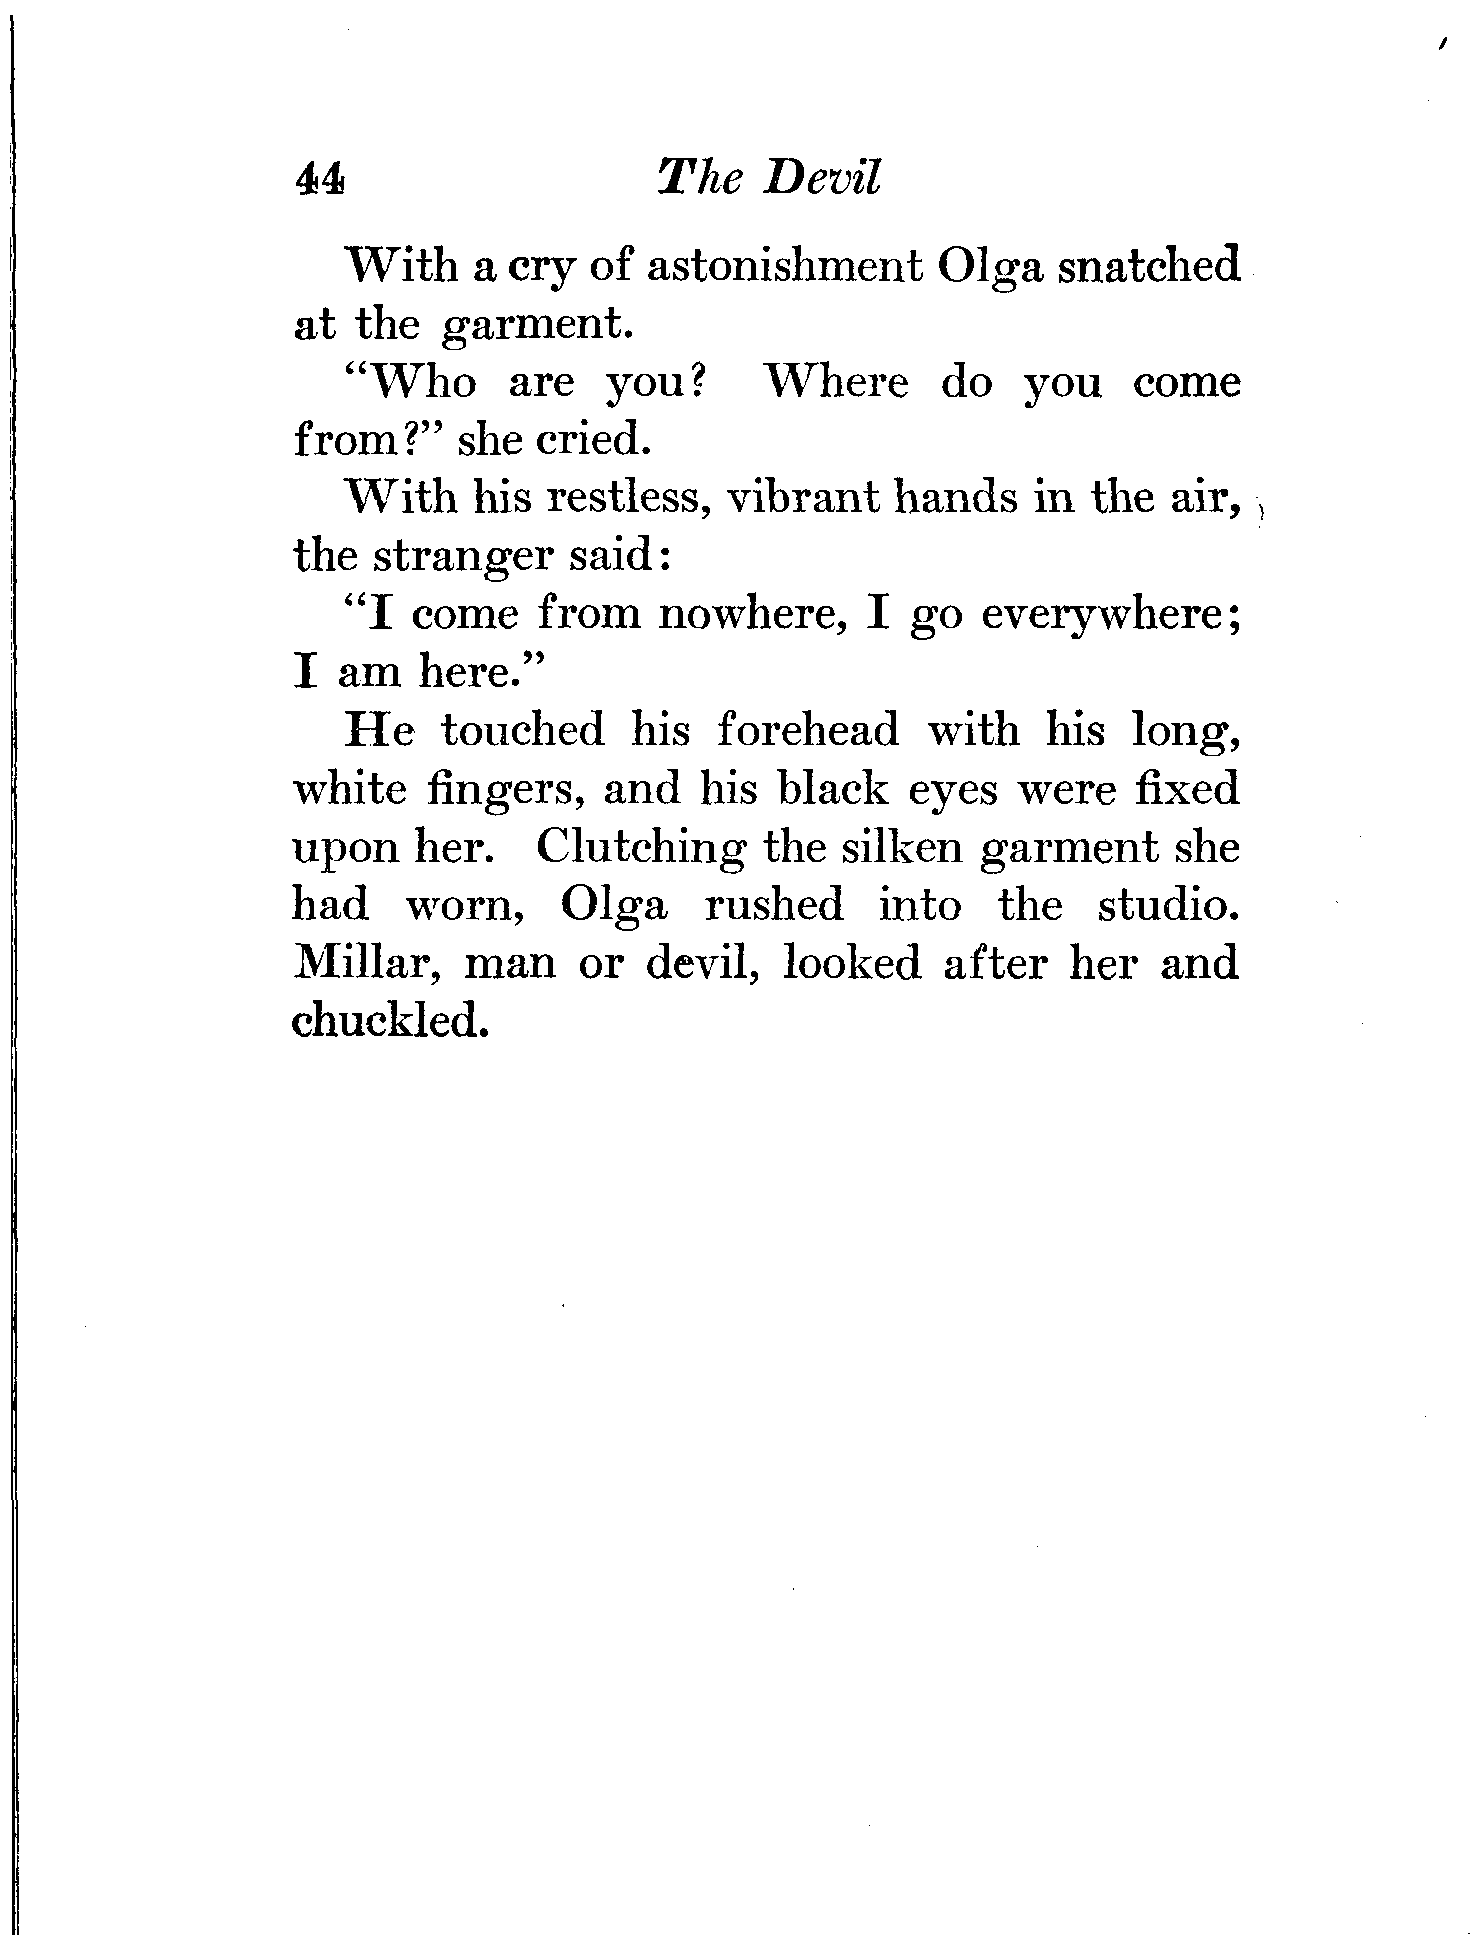 44 The Devil
With a cry of astonishment Olga snatched
at the garment.
“Who are you? Where do you come
from?” she cried.
With his restless, vibrant hands in the air,
the stranger said:
“I come from nowhere, I go everywhere;
I am here.”
He touched his forehead with his long,
white fingers, and his black eyes were fixed
upon her. Clutching the silken garment she
had worn, Olga rushed into the studio.
Millar, man or devil, looked after her and
chuckled.